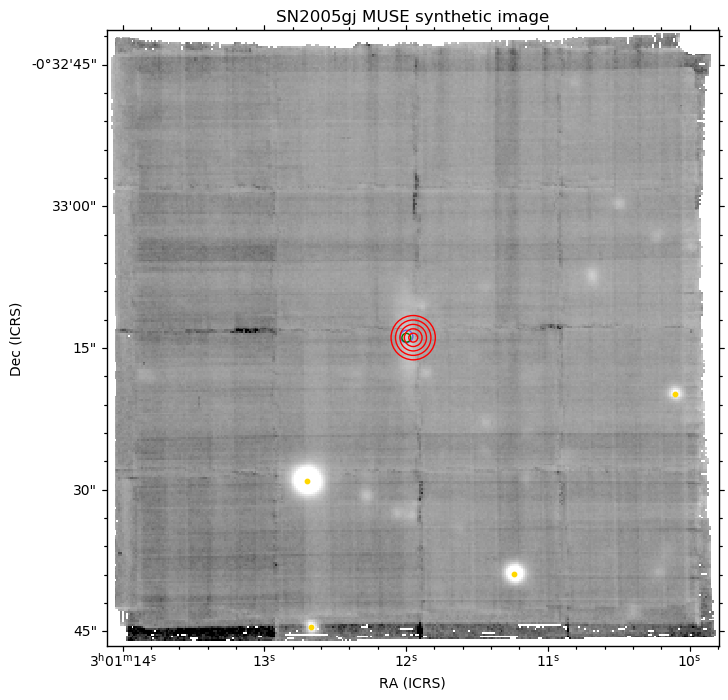 SN2005gj MUSE synthetic image
-0°32'45"
33'00"
15"
30"
45"
Dec (ICRS)
3ʰ01ᵐ14ˢ
13ˢ
12ˢ
11ˢ
10ˢ
RA (ICRS)